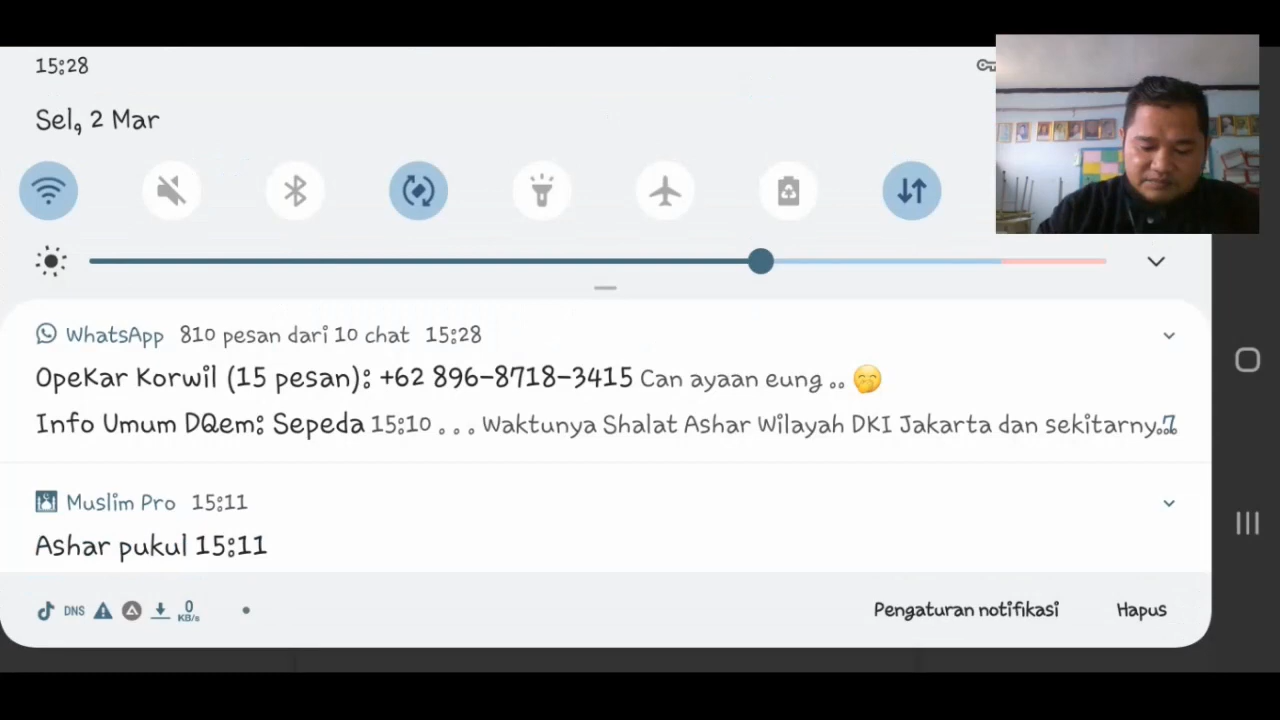 15:28
Sel, 2 Mar
WhatsApp 810 pesan dari 10 chat 15:28
OpeKar Korwil (15 pesan): +62 896-8718-3415 Can ayaan eung .. 🤭
Info Umum DQem: Sepeda 15:10 . . . Waktunya Shalat Ashar Wilayah DKI Jakarta dan sekitarny... 7
Muslim Pro 15:11
Ashar pukul 15:11
DNS 0 KB/s
Pengaturan notifikasi Hapus